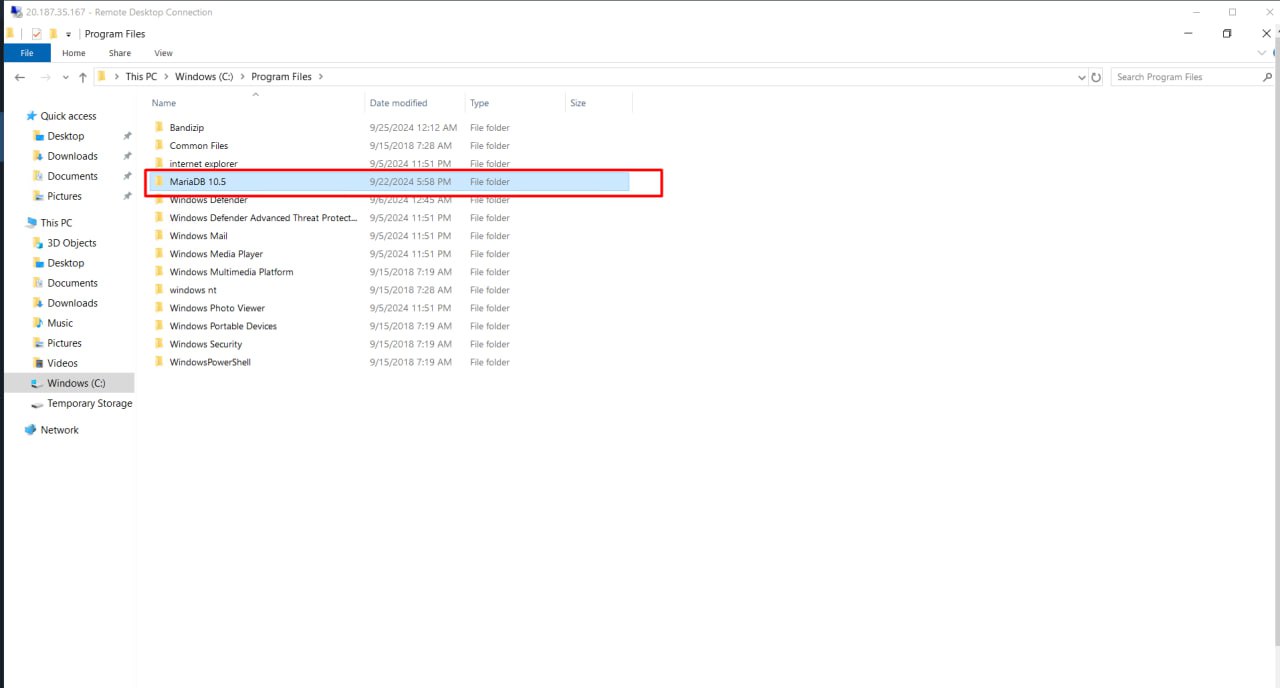 20.187.35.167 - Remote Desktop Connection
Program Files
File Home Share View
This PC Windows (C:) Program Files
Search Program Files
Name Date modified Type Size
Quick access
Desktop
Downloads
Documents
Pictures
This PC
3D Objects
Desktop
Documents
Downloads
Music
Pictures
Videos
Windows (C:)
Temporary Storage
Network
Bandizip 9/25/2024 12:12 AM File folder
Common Files 9/15/2018 7:28 AM File folder
internet explorer 9/5/2024 11:51 PM File folder
MariaDB 10.5 9/22/2024 5:58 PM File folder
Windows Defender 9/6/2024 12:45 AM File folder
Windows Defender Advanced Threat Protect... 9/5/2024 11:51 PM File folder
Windows Mail 9/5/2024 11:51 PM File folder
Windows Media Player 9/5/2024 11:51 PM File folder
Windows Multimedia Platform 9/15/2018 7:19 AM File folder
windows nt 9/15/2018 7:28 AM File folder
Windows Photo Viewer 9/5/2024 11:51 PM File folder
Windows Portable Devices 9/15/2018 7:19 AM File folder
Windows Security 9/15/2018 7:19 AM File folder
WindowsPowerShell 9/15/2018 7:19 AM File folder